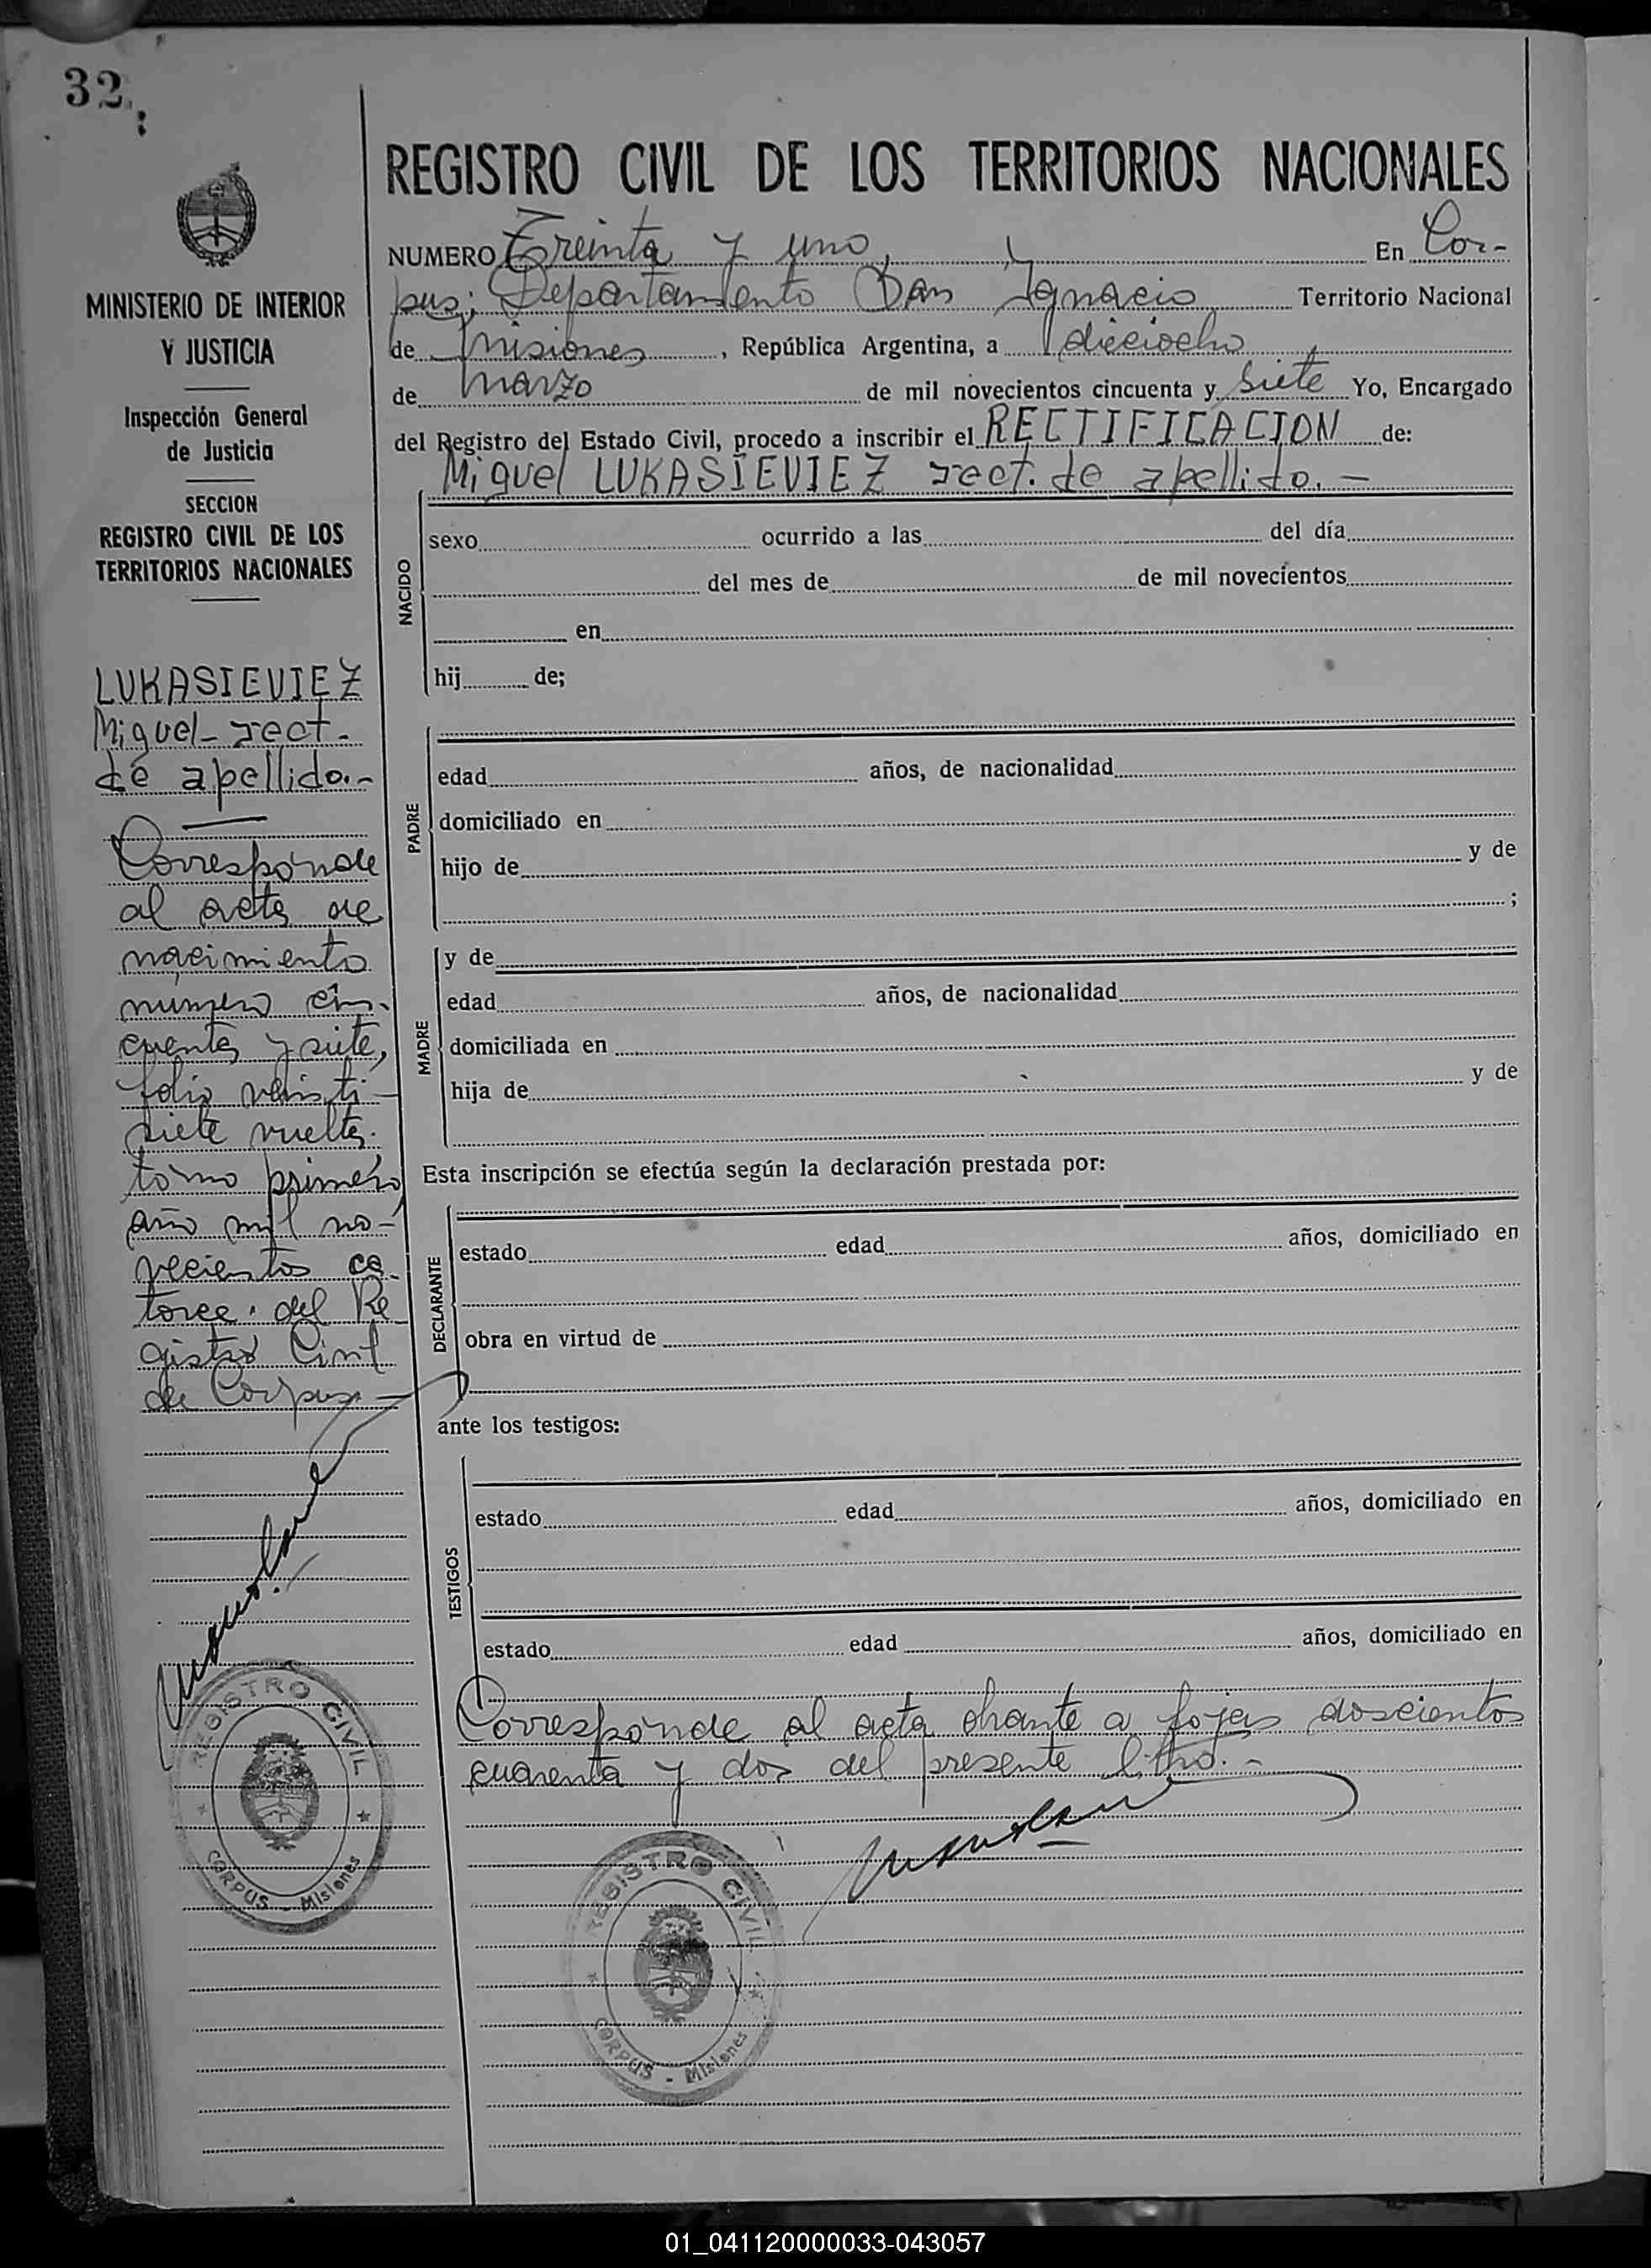 32.
REGISTRO CIVIL DE LOS TERRITORIOS NACIONALES
NUMERO Treinta y uno, En Cor-
pus; Departamento San Ignacio Territorio Nacional
de Misiones, República Argentina, a dieciocho
de marzo de mil novecientos cincuenta y siete Yo, Encargado
del Registro del Estado Civil, procedo a inscribir el RECTIFICACION de:
Miguel LUKASIEVIEZ rect. de apellido. -
NACIDO
sexo ocurrido a las del día
del mes de de mil novecientos
en
hij de;
PADRE
edad años, de nacionalidad
domiciliado en
hijo de y de
;
MADRE
y de
edad años, de nacionalidad
domiciliada en
hija de y de
Esta inscripción se efectúa según la declaración prestada por:
DECLARANTE
estado edad años, domiciliado en
obra en virtud de
ante los testigos:
TESTIGOS
estado edad años, domiciliado en
estado edad años, domiciliado en
Corresponde al acta obrante a fojas doscientos
cuarenta y dos del presente libro. -
REGISTRO CIVIL
CORPUS - Misiones
MINISTERIO DE INTERIOR
Y JUSTICIA
Inspección General
de Justicia
SECCION
REGISTRO CIVIL DE LOS
TERRITORIOS NACIONALES
LUKASIEVIEZ
Miguel - rect.
de apellido. -
Corresponde
al acta de
nacimiento
numero cin-
cuenta y siete,
folio veinti-
siete vuelta.
tomo primero
año mil no-
vecientos ca-
torce. del Re
gistro Civil
de Corpus -
REGISTRO CIVIL
CORPUS - Misiones
01_041120000033-043057